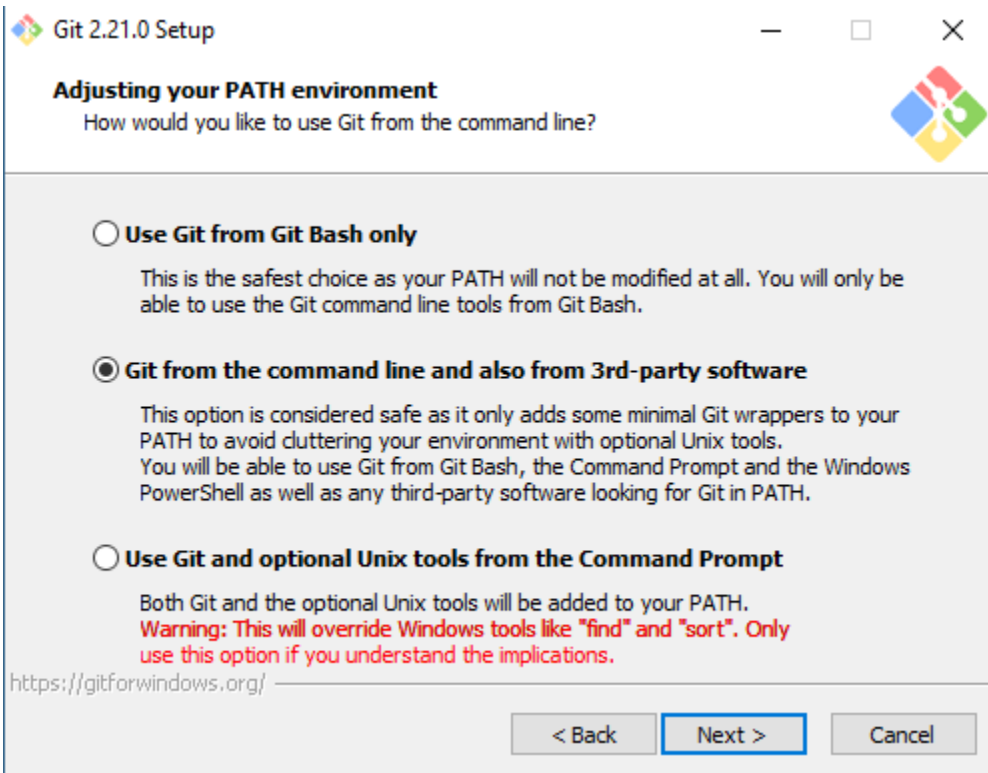 Git 2.21.0 Setup
Adjusting your PATH environment
How would you like to use Git from the command line?
Use Git from Git Bash only
This is the safest choice as your PATH will not be modified at all. You will only be
able to use the Git command line tools from Git Bash.
Git from the command line and also from 3rd-party software
This option is considered safe as it only adds some minimal Git wrappers to your
PATH to avoid cluttering your environment with optional Unix tools.
You will be able to use Git from Git Bash, the Command Prompt and the Windows
PowerShell as well as any third-party software looking for Git in PATH.
Use Git and optional Unix tools from the Command Prompt
Both Git and the optional Unix tools will be added to your PATH.
Warning: This will override Windows tools like "find" and "sort". Only
use this option if you understand the implications.
https://gitforwindows.org/
< Back
Next >
Cancel